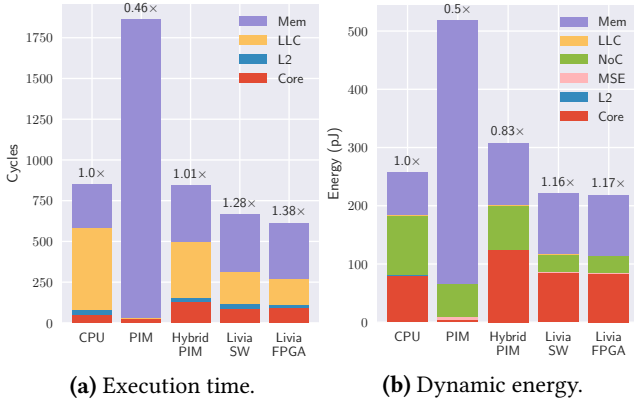 0.46×
Mem
LLC
L2
Core
1750
1500
1250
1000
750
500
250
0
Cycles
1.0×
1.01×
1.28×
1.38×
CPU
PIM
Hybrid
PIM
Livia
SW
Livia
FPGA
(a) Execution time.
0.5×
Mem
LLC
NoC
MSE
L2
Core
500
400
300
200
100
0
Energy (pJ)
1.0×
0.83×
1.16×
1.17×
CPU
PIM
Hybrid
PIM
Livia
SW
Livia
FPGA
(b) Dynamic energy.